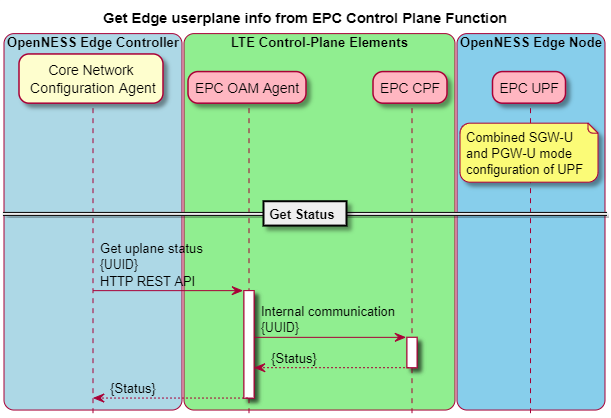 Get Edge userplane info from EPC Control Plane Function
OpenNESS Edge Controller
LTE Control-Plane Elements
OpenNESS Edge Node
Core Network
Configuration Agent
EPC OAM Agent
EPC CPF
EPC UPF
Combined SGW-U
and PGW-U mode
configuration of UPF
Get Status
Get uplane status
{UUID}
HTTP REST API
Internal communication
{UUID}
{Status}
{Status}